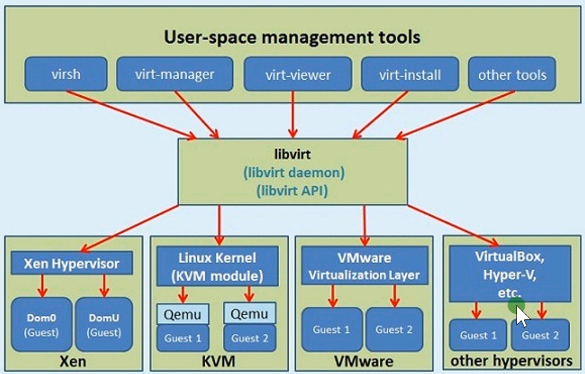 User-space management tools
virsh
virt-manager
virt-viewer
virt-install
other tools
libvirt
(libvirt daemon)
(libvirt API)
Xen Hypervisor
Dom0
(Guest)
DomU
(Guest)
Xen
Linux Kernel
(KVM module)
Qemu
Qemu
Guest 1
Guest 2
KVM
VMware
Virtualization Layer
Guest 1
Guest 2
VMware
VirtualBox,
Hyper-V,
etc.
Guest 1
Guest 2
other hypervisors